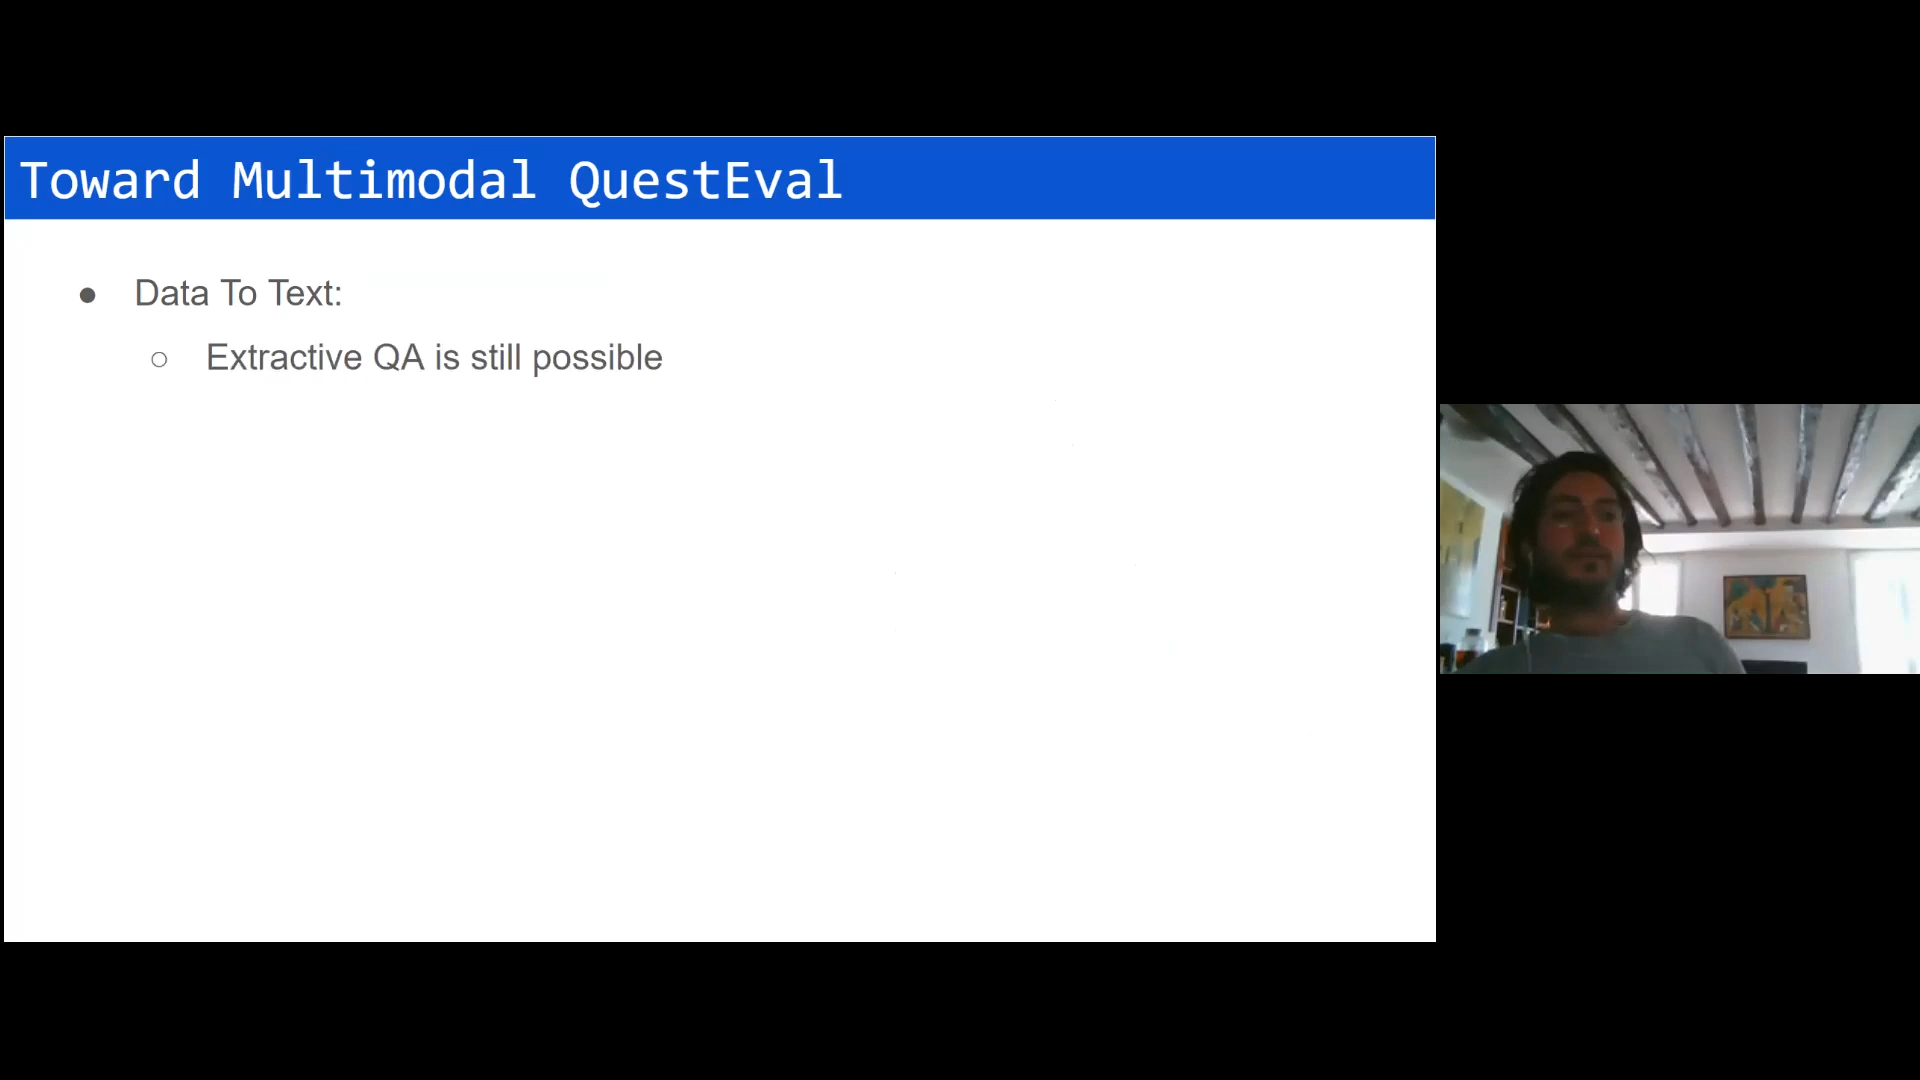 Toward Multimodal QuestEval
● Data To Text:
○ Extractive QA is still possible